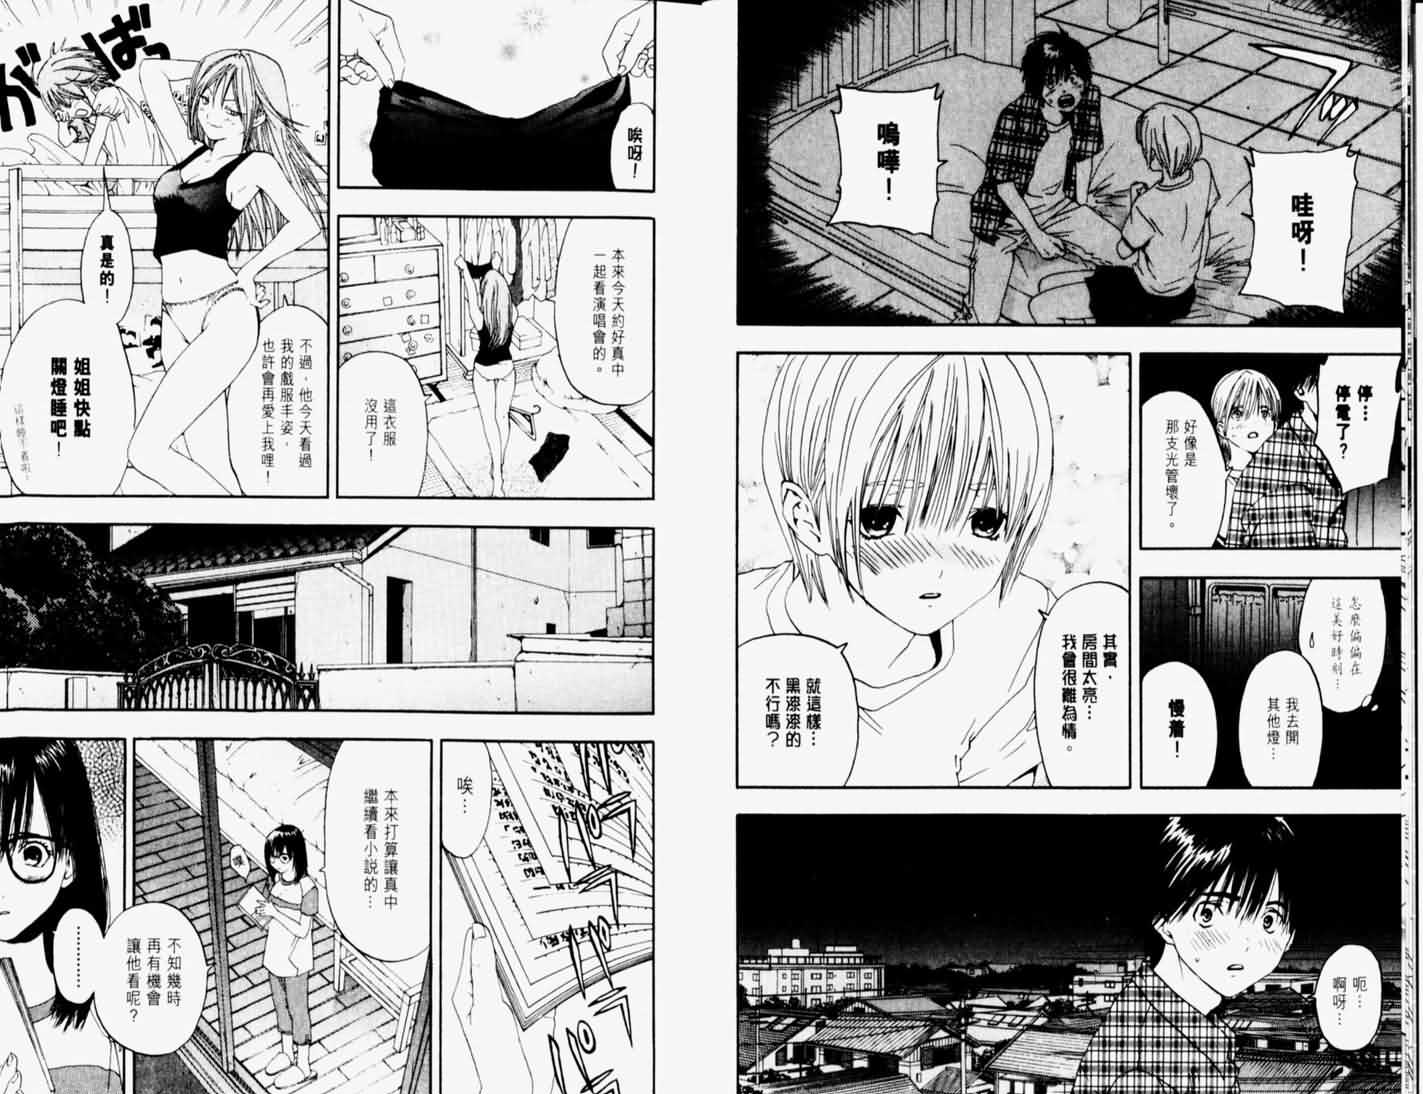 哇呀！
嗚嘩！
停…
停電了？
好像是
那支光管壞了。
怎麼偏偏在
這美好時刻…
我去開
其他燈…
慢着！
其實，
房間太亮…
我會很難為情。
就這樣…
黑漆漆的
不行嗎？
呃…
啊呀…
唉呀！
本來今天約好真中
一起看演唱會的。
這衣服
沒用了！
がばっ
不過，他今天看過
我的戲服手姿，
也許會再愛上我哩！
真是的！
姐姐快點
關燈睡吧！
唉…
パラ
パラ
本來打算讓真中
繼續看小說的…
唉…
不知幾時
再有機會
讓他看呢？
………